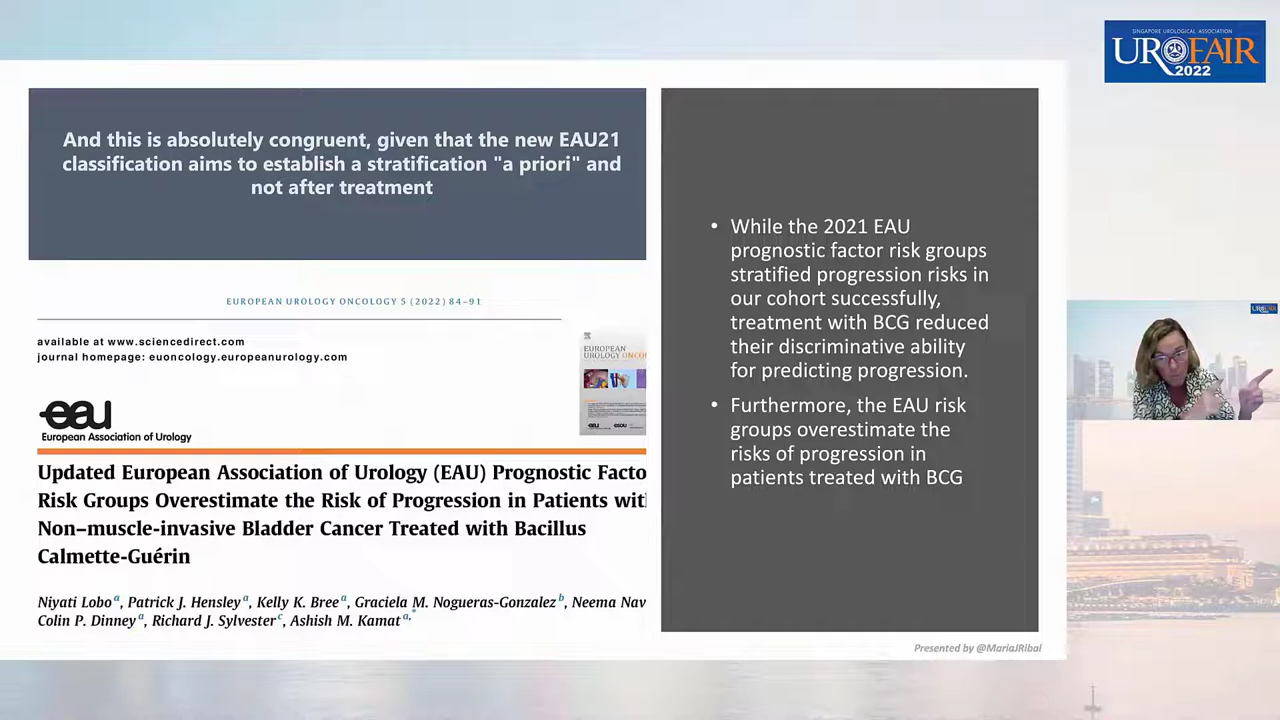 SINGAPORE UROLOGICAL ASSOCIATION
UROFAIR
2022
And this is absolutely congruent, given that the new EAU21
classification aims to establish a stratification "a priori" and
not after treatment
EUROPEAN UROLOGY ONCOLOGY 5 (2022) 84–91
available at www.sciencedirect.com
journal homepage: euoncology.europeanurology.com
EUROPEAN
UROLOGY ONCO
eau
European Association of Urology
Updated European Association of Urology (EAU) Prognostic Facto
Risk Groups Overestimate the Risk of Progression in Patients wit
Non–muscle-invasive Bladder Cancer Treated with Bacillus
Calmette-Guérin
Niyati Lobo a, Patrick J. Hensley a, Kelly K. Bree a, Graciela M. Nogueras-Gonzalez b, Neema Nav
Colin P. Dinney a, Richard J. Sylvester c, Ashish M. Kamat a,*
• While the 2021 EAU
prognostic factor risk groups
stratified progression risks in
our cohort successfully,
treatment with BCG reduced
their discriminative ability
for predicting progression.
• Furthermore, the EAU risk
groups overestimate the
risks of progression in
patients treated with BCG
Presented by @MariaJRibal